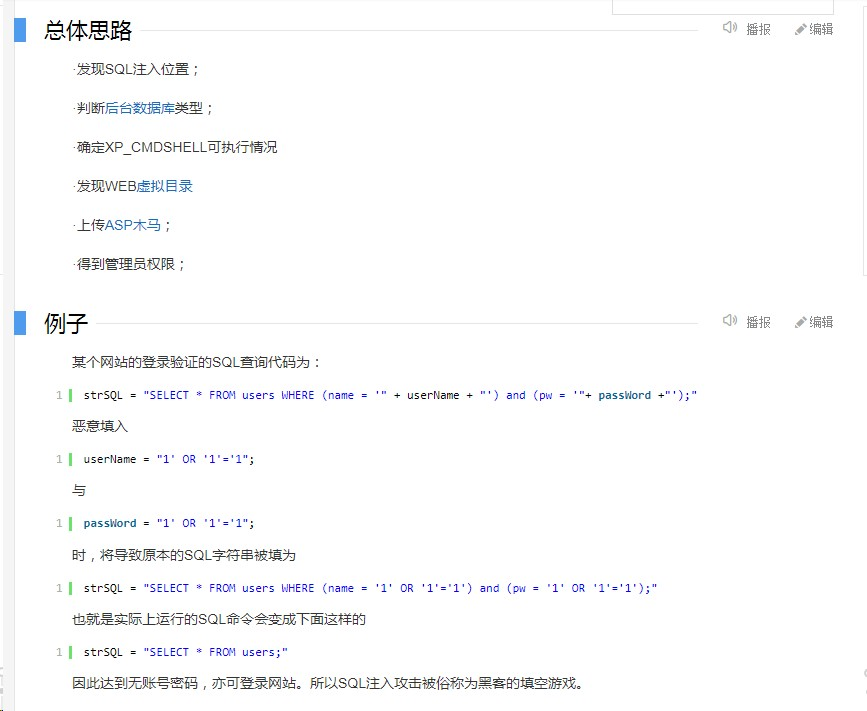 总体思路
播报 编辑
·发现SQL注入位置；
·判断后台数据库类型；
·确定XP_CMDSHELL可执行情况
·发现WEB虚拟目录
·上传ASP木马；
·得到管理员权限；
例子
播报 编辑
某个网站的登录验证的SQL查询代码为：
1 strSQL = "SELECT * FROM users WHERE (name = '" + userName + "') and (pw = '"+ passWord +"');"
恶意填入
1 userName = "1' OR '1'='1";
与
1 passWord = "1' OR '1'='1";
时，将导致原本的SQL字符串被填为
1 strSQL = "SELECT * FROM users WHERE (name = '1' OR '1'='1') and (pw = '1' OR '1'='1');"
也就是实际上运行的SQL命令会变成下面这样的
1 strSQL = "SELECT * FROM users;"
因此达到无账号密码，亦可登录网站。所以SQL注入攻击被俗称为黑客的填空游戏。